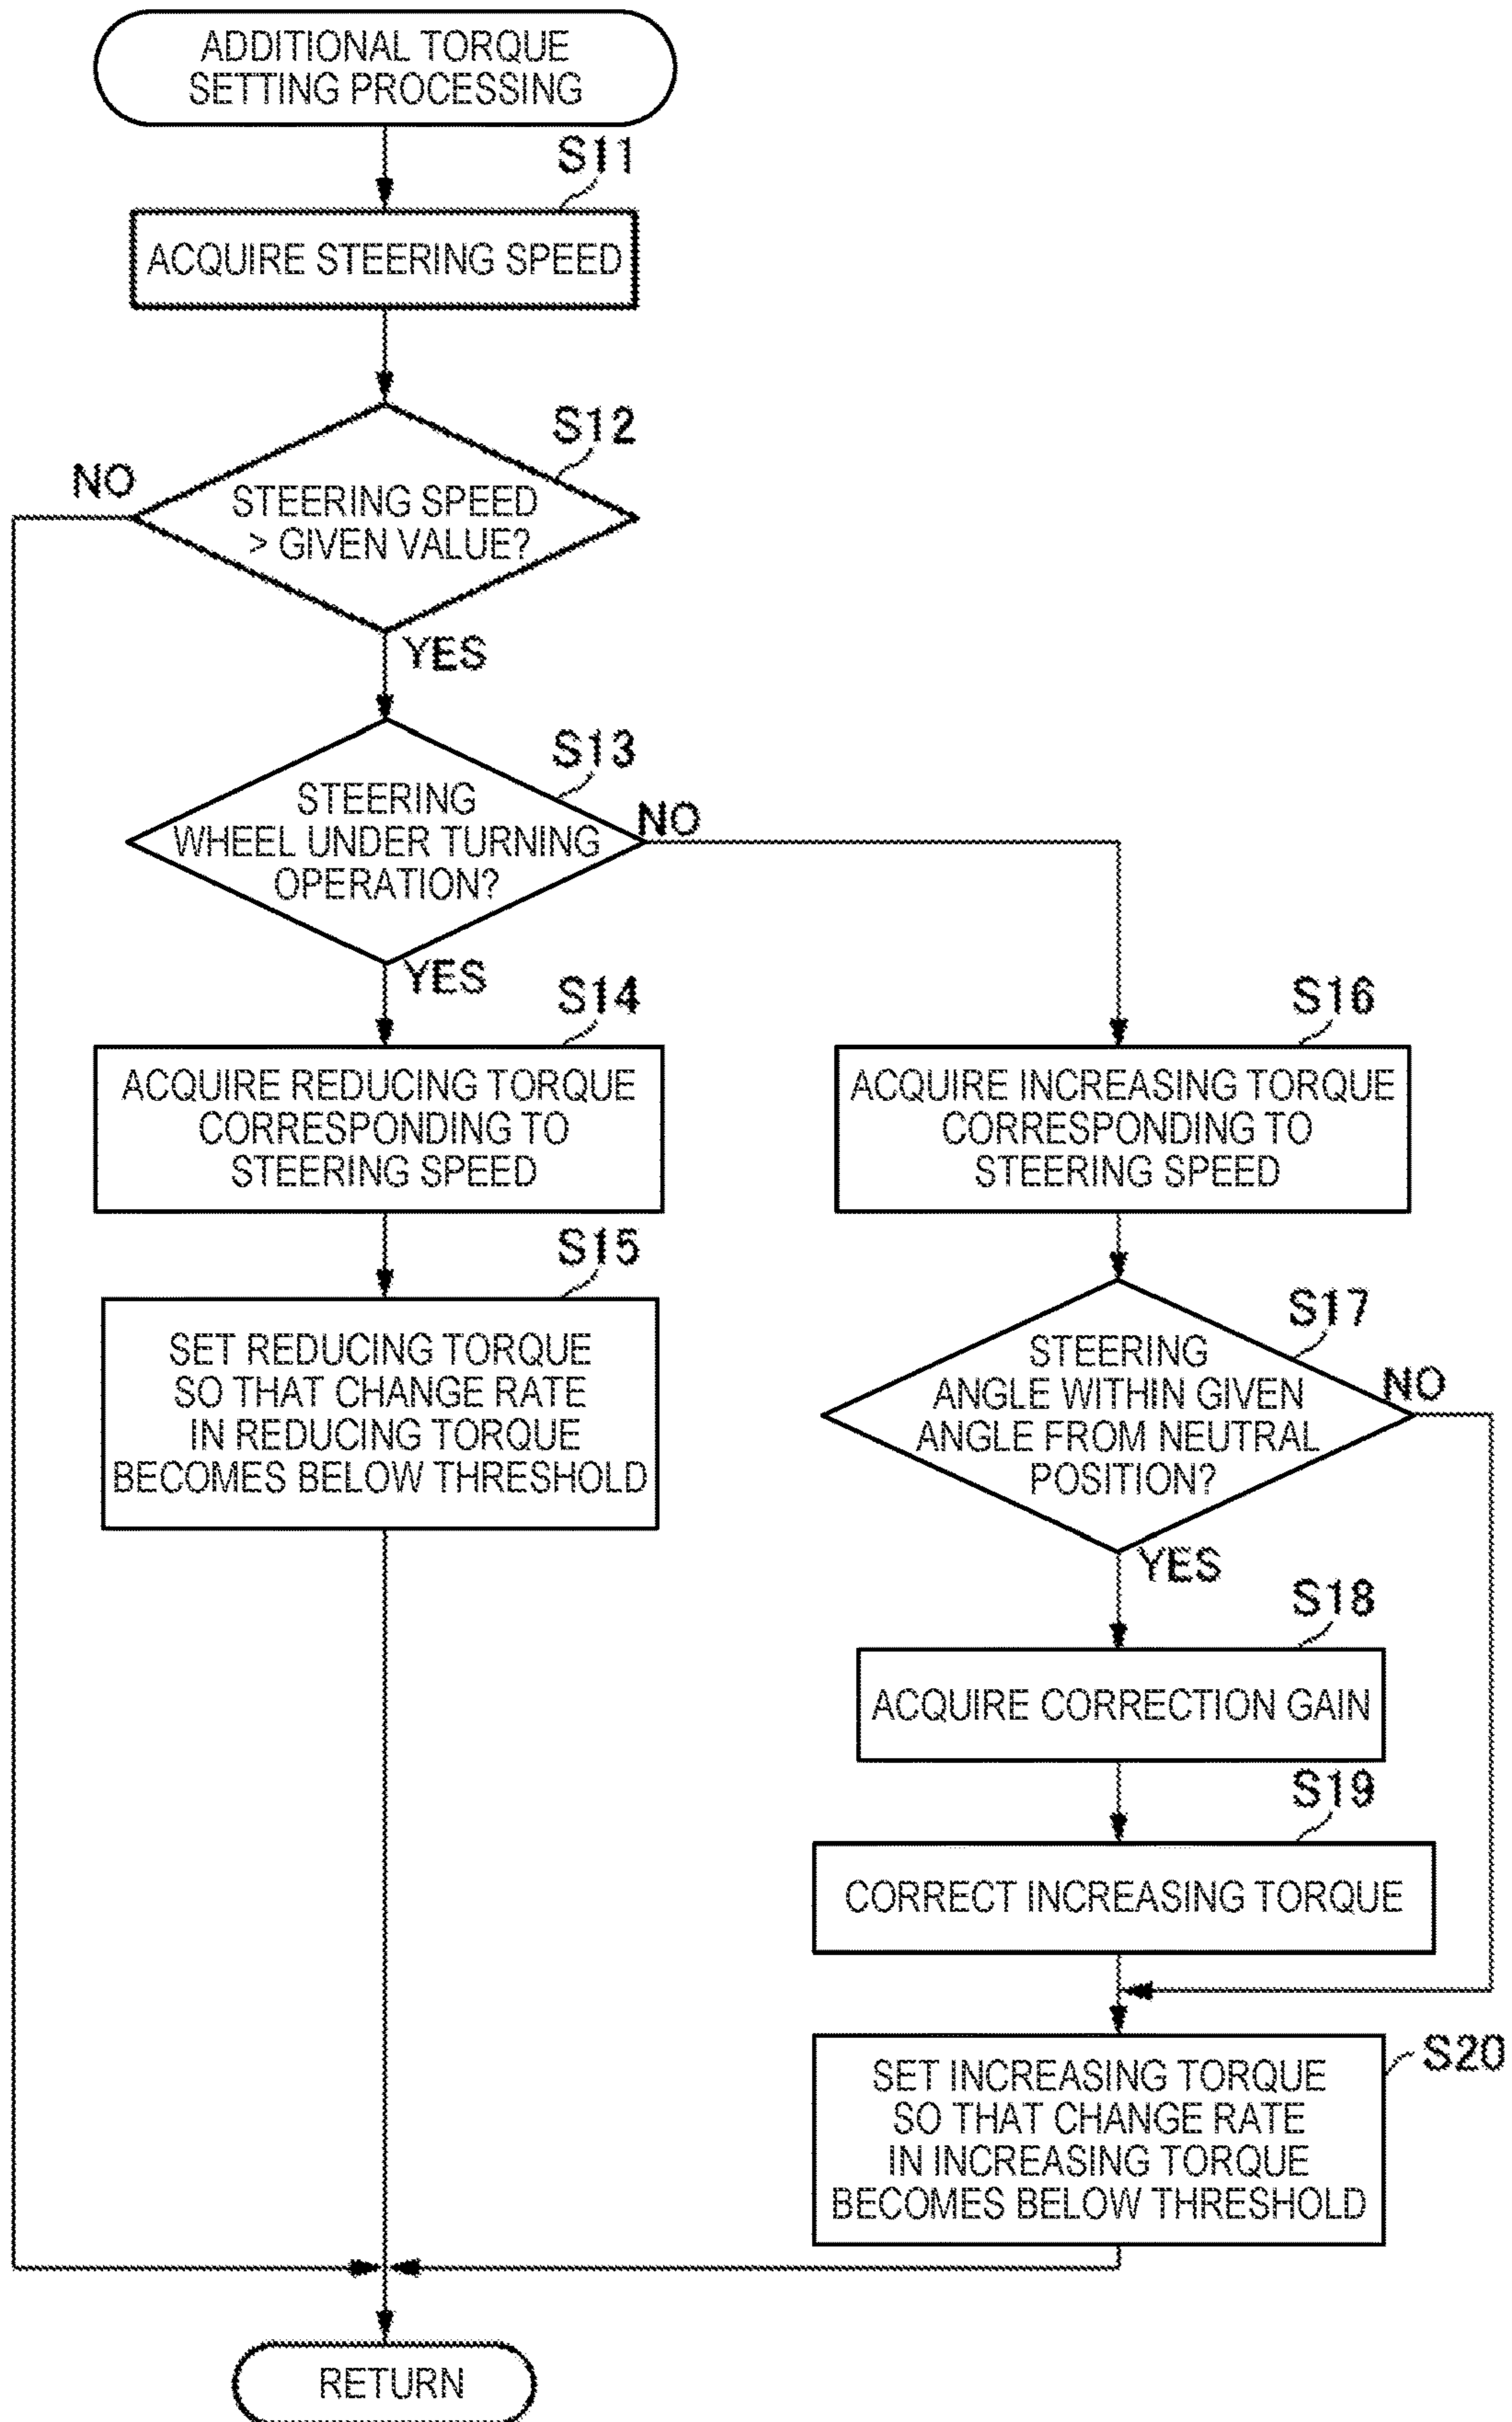 ADDITIONAL TORQUE
SETTING PROCESSING
S11
ACQUIRE STEERING SPEED
S12
NO
STEERING SPEED
> GIVEN VALUE?
YES
S13
STEERING
WHEEL UNDER TURNING
OPERATION?
NO
YES
S14
ACQUIRE REDUCING TORQUE
CORRESPONDING TO
STEERING SPEED
S15
SET REDUCING TORQUE
SO THAT CHANGE RATE
IN REDUCING TORQUE
BECOMES BELOW THRESHOLD
S16
ACQUIRE INCREASING TORQUE
CORRESPONDING TO
STEERING SPEED
S17
STEERING
ANGLE WITHIN GIVEN
ANGLE FROM NEUTRAL
POSITION?
NO
YES
S18
ACQUIRE CORRECTION GAIN
S19
CORRECT INCREASING TORQUE
S20
SET INCREASING TORQUE
SO THAT CHANGE RATE
IN INCREASING TORQUE
BECOMES BELOW THRESHOLD
RETURN